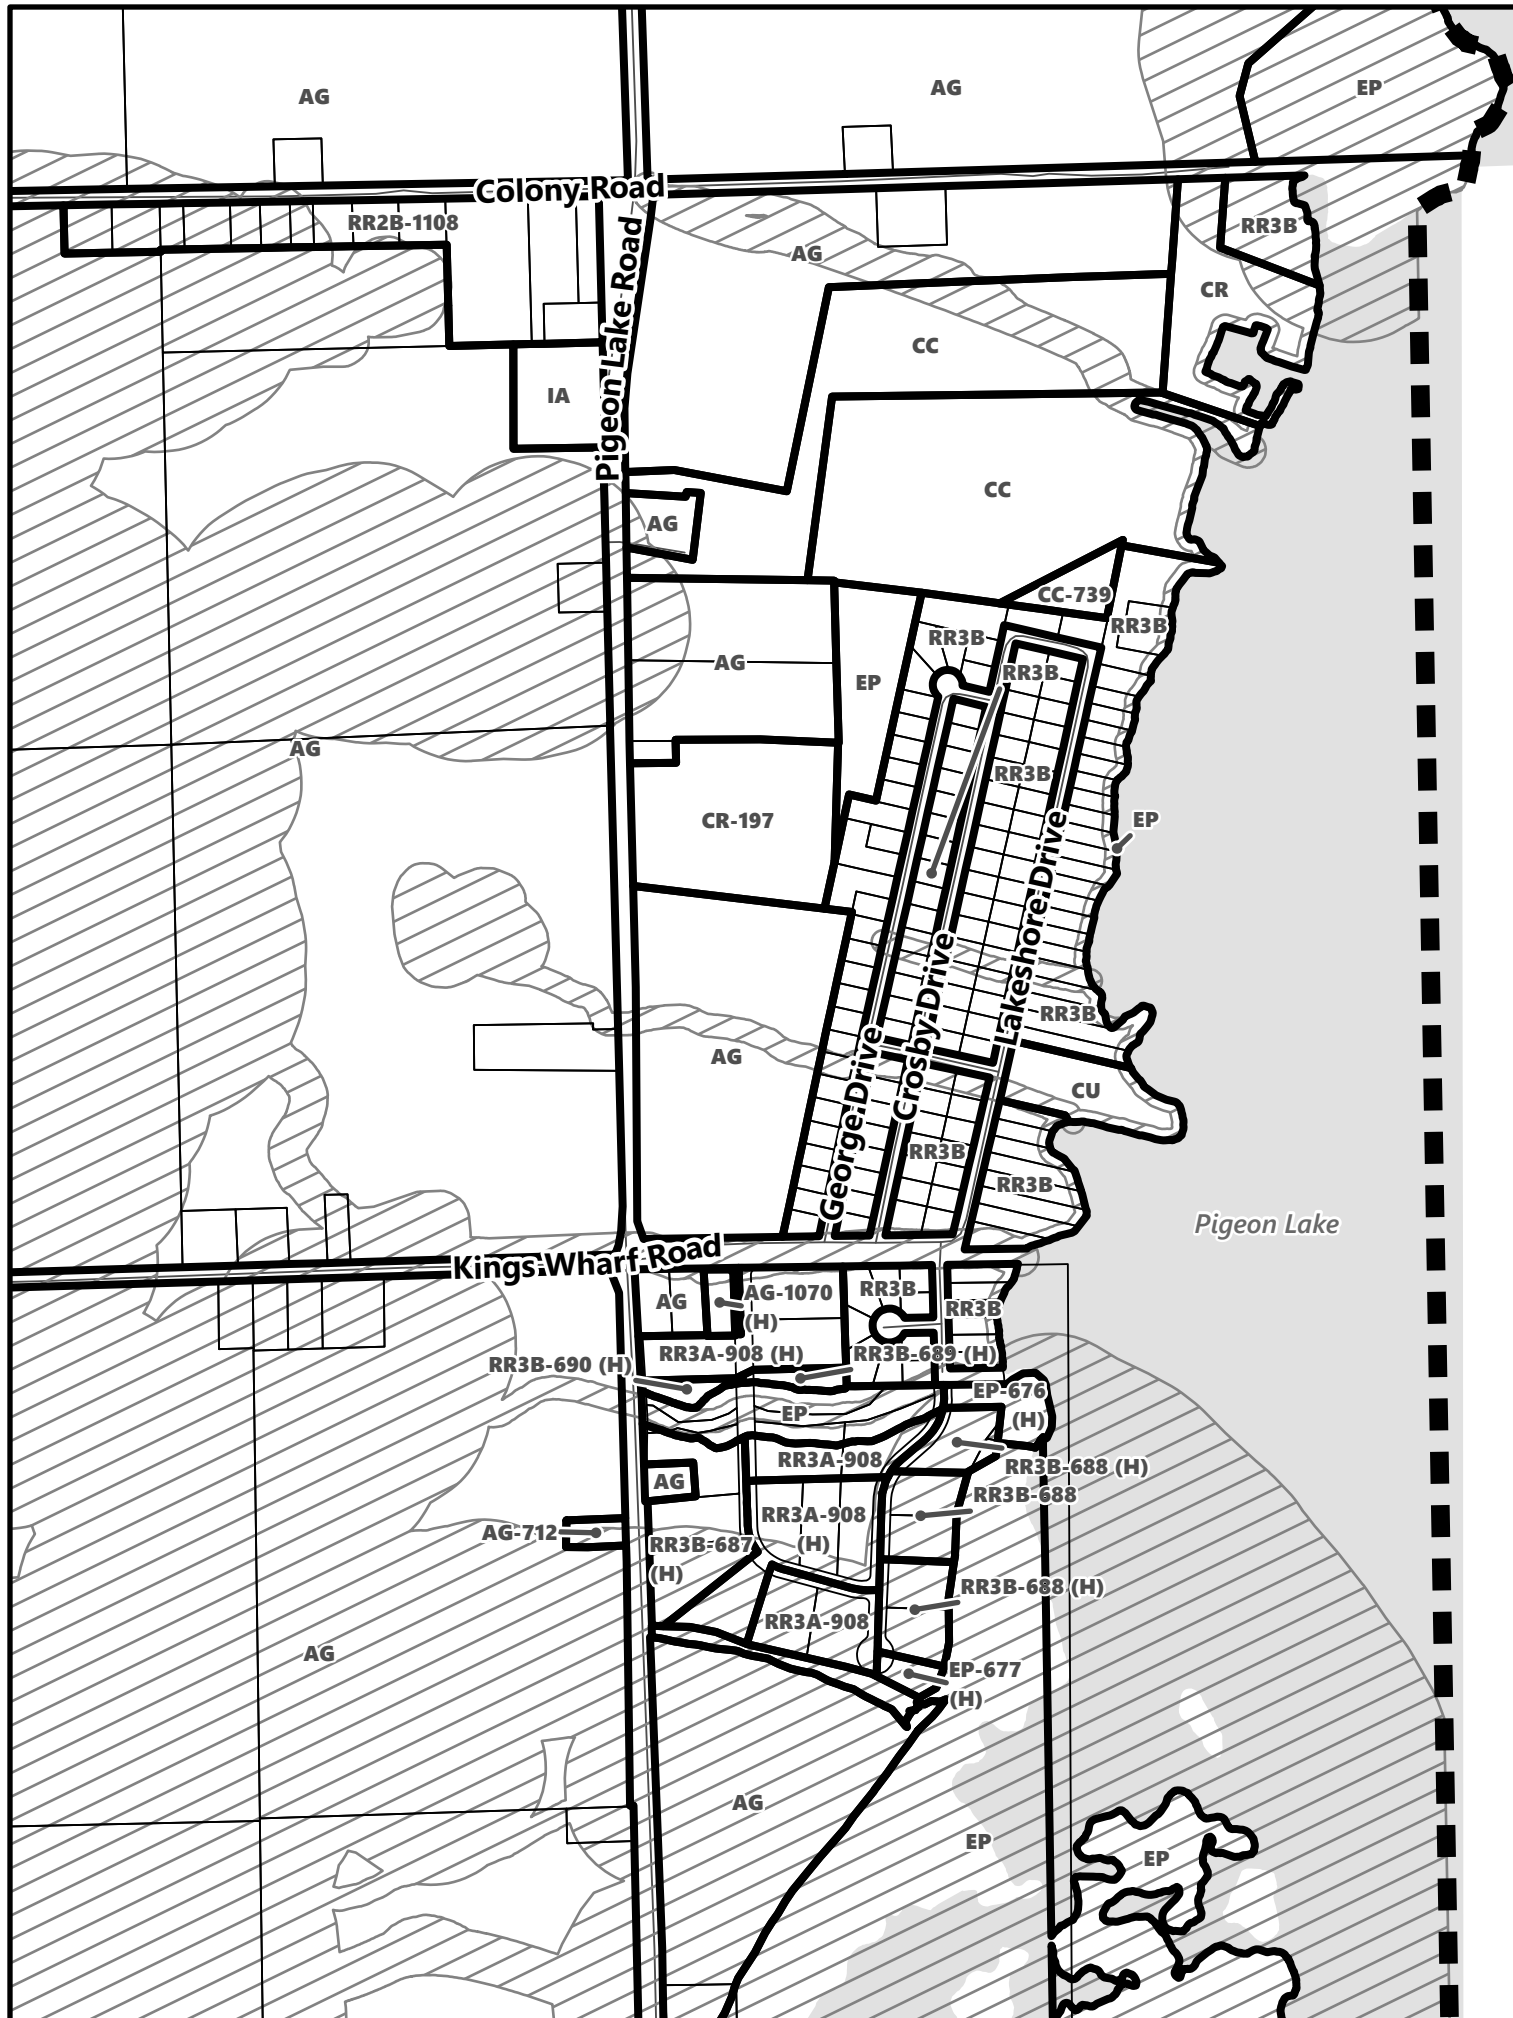 AG
AG
EP
Colony Road
RR2B-1108
RR3B
AG
CR
Pigeon Lake Road
CC
IA
CC
AG
CC-739
RR3B
RR3B
AG
RR3B
EP
AG
RR3B
CR-197
EP
Lakeshore Drive
Crosby Drive
RR3B
George Drive
AG
CU
RR3B
RR3B
Pigeon Lake
Kings Wharf Road
AG
AG-1070
(H)
RR3B
RR3B
RR3A-908 (H)
RR3B-689 (H)
RR3B-690 (H)
EP-676
(H)
EP
RR3A-908
RR3B-688 (H)
AG
RR3B-688
RR3A-908
(H)
AG-712
RR3B-687
(H)
RR3B-688 (H)
RR3A-908
AG
EP-677
(H)
AG
EP
EP